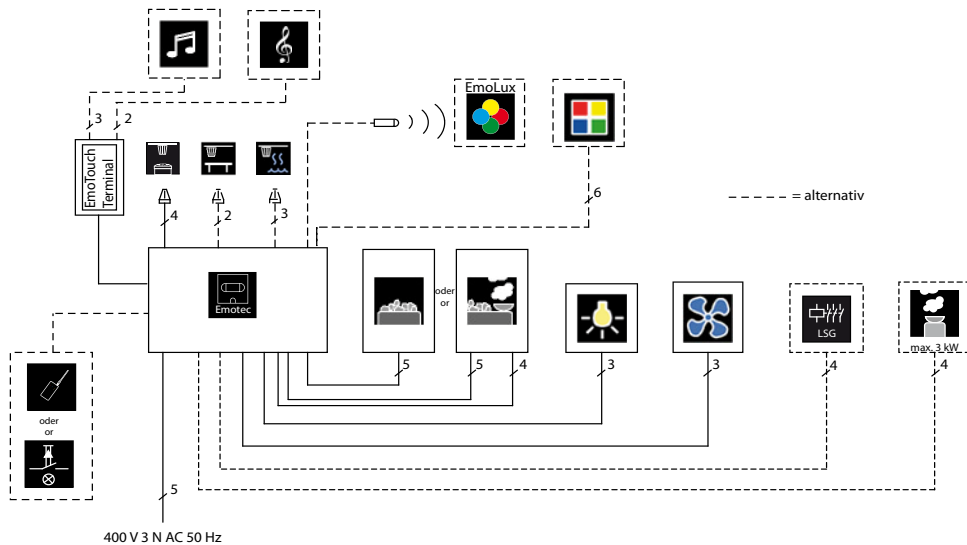 EmoLux
3
2
EmoTouch
Terminal
6
= alternativ
4
2
3
Emotec
oder
or
LSG
max. 3 kW
5
5
4
3
3
4
4
oder
or
5
400 V 3 N AC 50 Hz